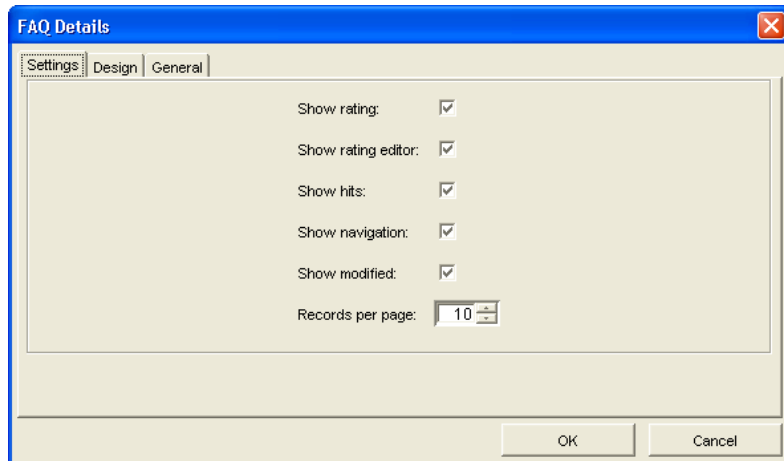 FAQ Details
Settings Design General
Show rating:
Show rating editor:
Show hits:
Show navigation:
Show modified:
Records per page: 10
OK Cancel